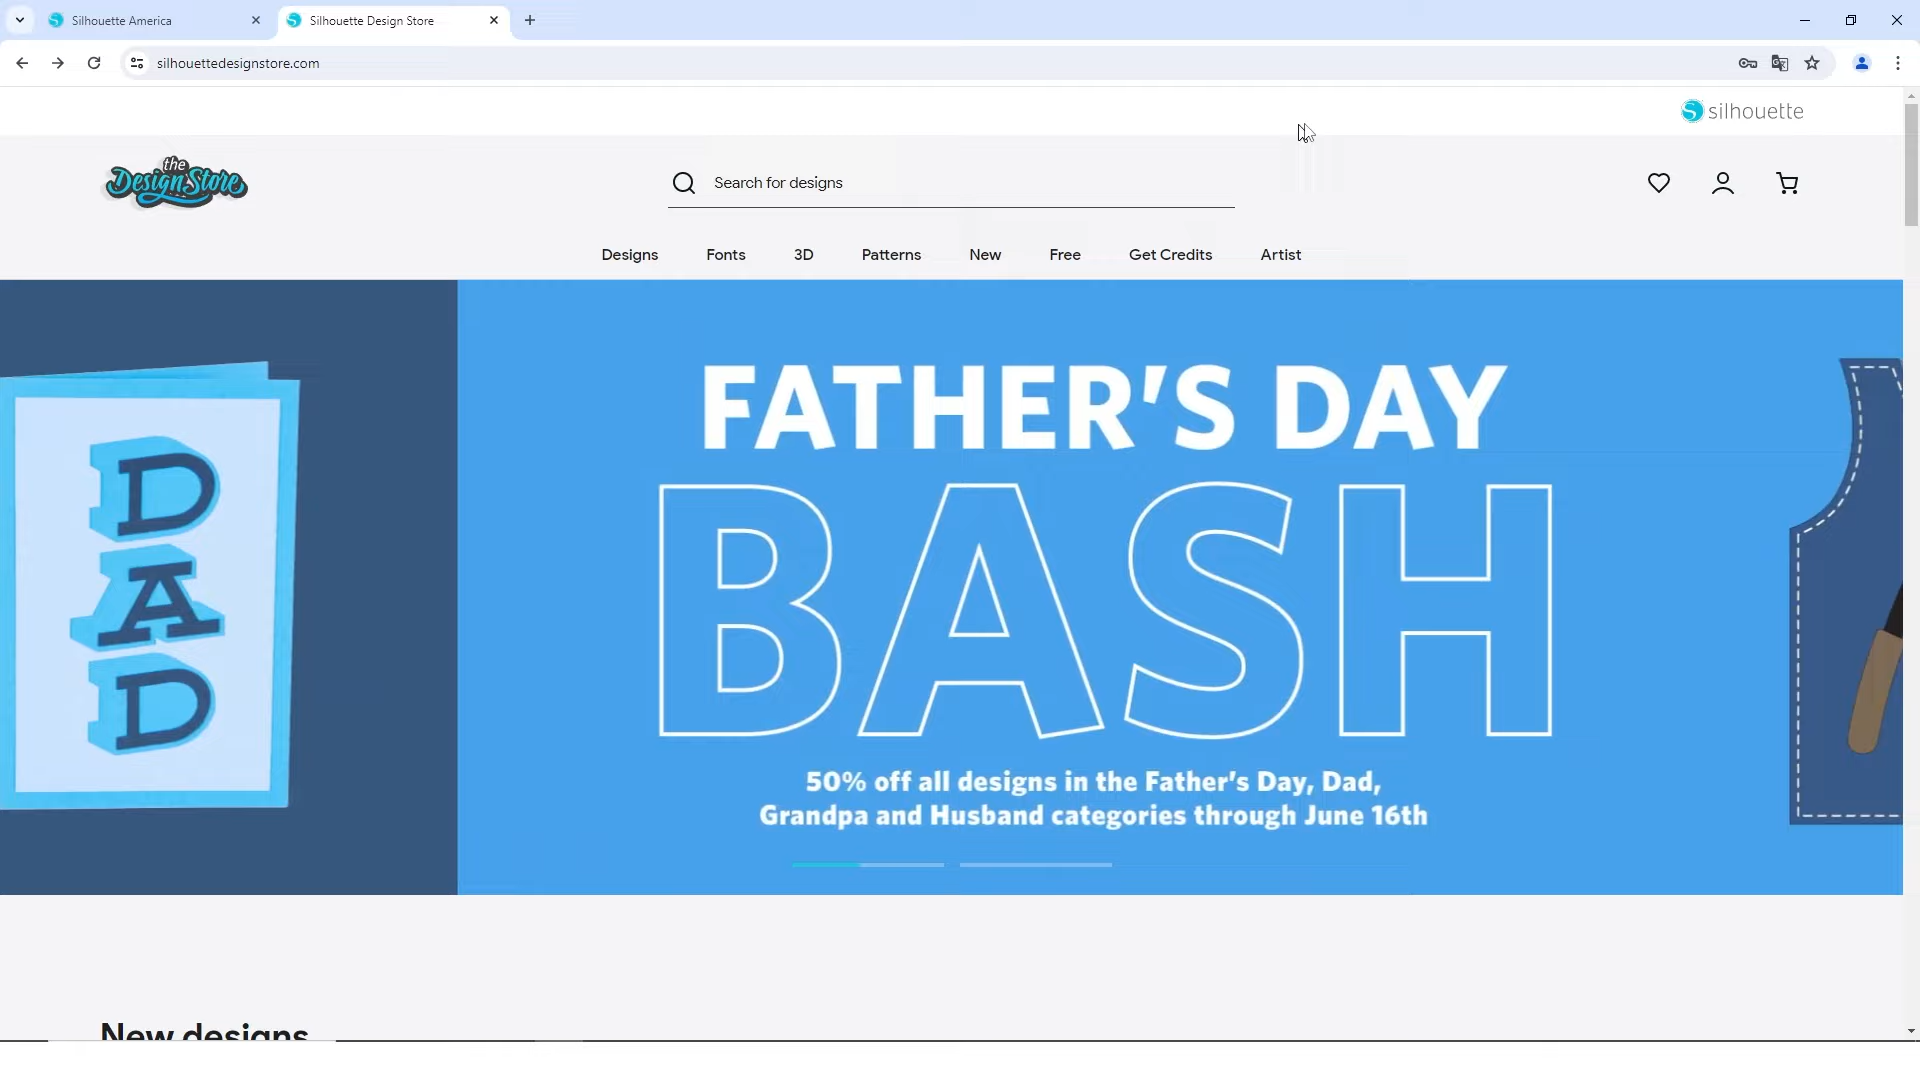 Silhouette America
Silhouette Design Store
silhouettedesignstore.com
silhouette
the
Design Store
Search for designs
Designs
Fonts
3D
Patterns
New
Free
Get Credits
Artist
DAD
FATHER'S DAY
BASH
50% off all designs in the Father's Day, Dad,
Grandpa and Husband categories through June 16th
New designs